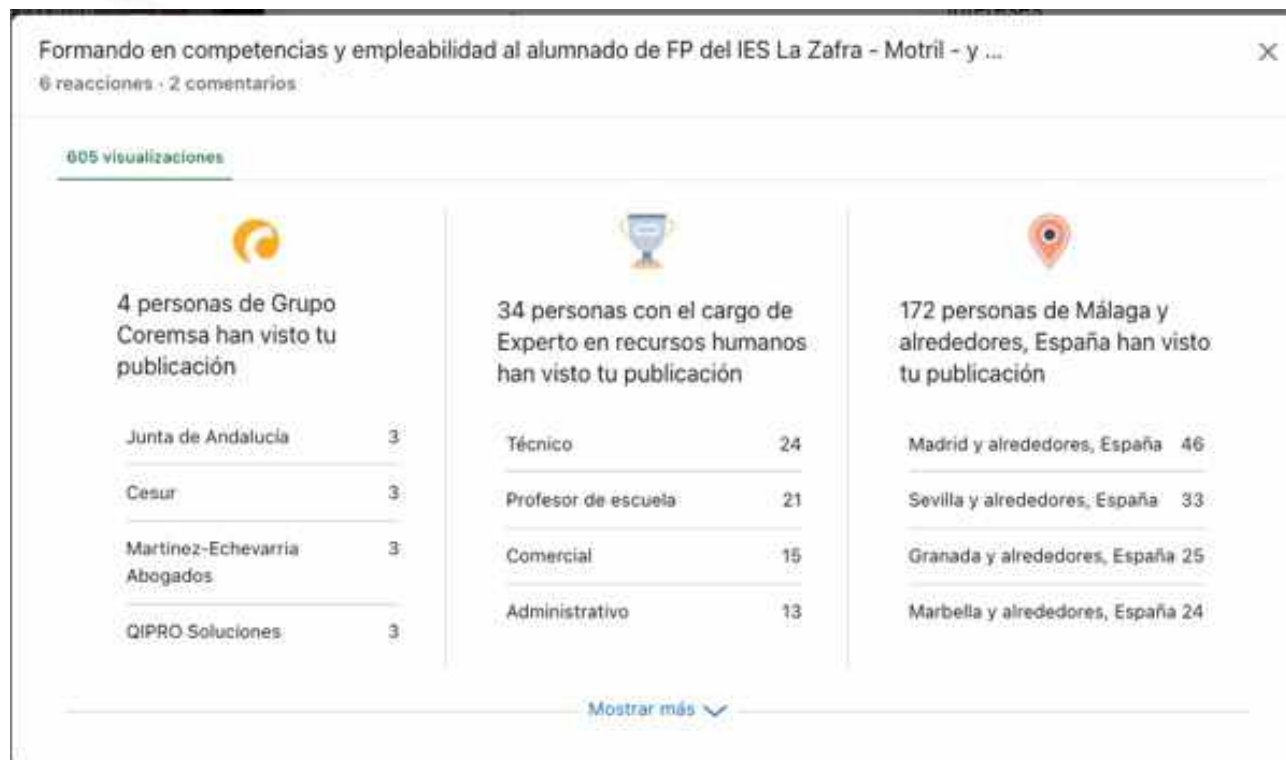 Formando en competencias y empleabilidad al alumnado de FP del IES La Zafra - Motril - y ...
6 reacciones · 2 comentarios
605 visualizaciones
4 personas de Grupo
Coremsa han visto tu
publicación
Junta de Andalucía 3
Cesur 3
Martinez-Echevarria 3
Abogados
QIPRO Soluciones 3
34 personas con el cargo de
Experto en recursos humanos
han visto tu publicación
Técnico 24
Profesor de escuela 21
Comercial 15
Administrativo 13
172 personas de Málaga y
alrededores, España han visto
tu publicación
Madrid y alrededores, España 46
Sevilla y alrededores, España 33
Granada y alrededores, España 25
Marbella y alrededores, España 24
Mostrar más